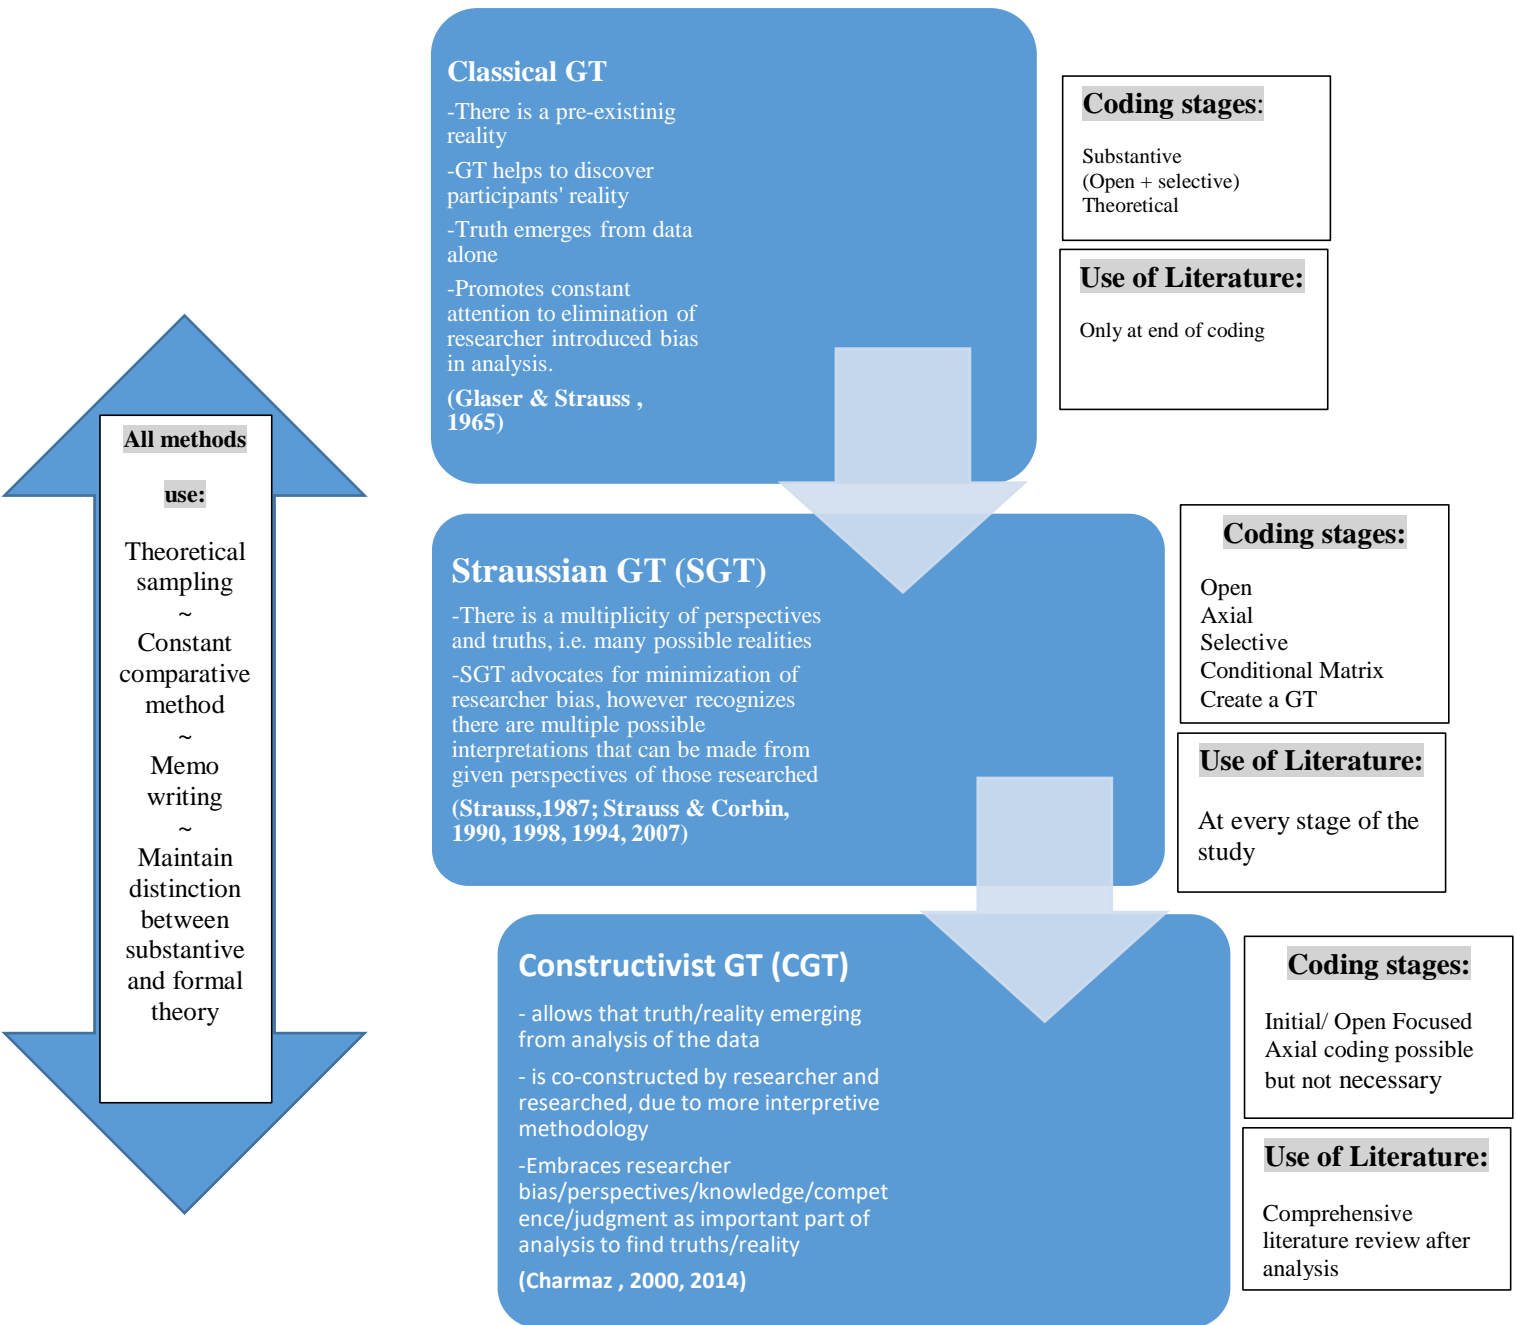 Classical GT
-There is a pre-existinig
reality
-GT helps to discover
participants' reality
-Truth emerges from data
alone
-Promotes constant
attention to elimination of
researcher introduced bias
in analysis.
(Glaser & Strauss ,
1965)
Coding stages:
Substantive
(Open + selective)
Theoretical
Use of Literature:
Only at end of coding
All methods
use:
Theoretical
sampling
~
Constant
comparative
method
~
Memo
writing
~
Maintain
distinction
between
substantive
and formal
theory
Straussian GT (SGT)
-There is a multiplicity of perspectives
and truths, i.e. many possible realities
-SGT advocates for minimization of
researcher bias, however recognizes
there are multiple possible
interpretations that can be made from
given perspectives of those researched
(Strauss,1987; Strauss & Corbin,
1990, 1998, 1994, 2007)
Coding stages:
Open
Axial
Selective
Conditional Matrix
Create a GT
Use of Literature:
At every stage of the
study
Constructivist GT (CGT)
- allows that truth/reality emerging
from analysis of the data
- is co-constructed by researcher and
researched, due to more interpretive
methodology
-Embraces researcher
bias/perspectives/knowledge/compet
ence/judgment as important part of
analysis to find truths/reality
(Charmaz , 2000, 2014)
Coding stages:
Initial/ Open Focused
Axial coding possible
but not necessary
Use of Literature:
Comprehensive
literature review after
analysis